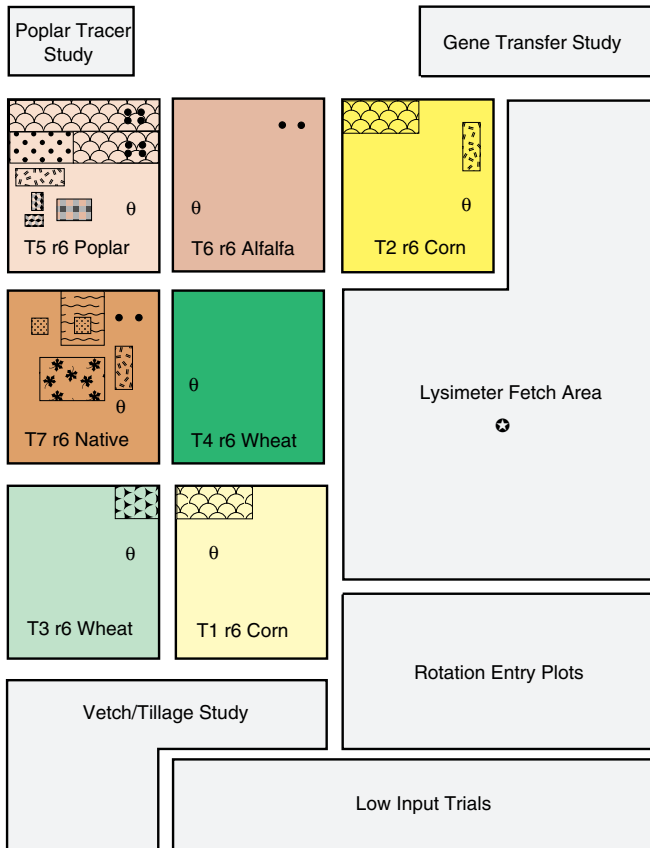 Poplar Tracer
Study
Gene Transfer Study
θ
T5 r6 Poplar
θ
T6 r6 Alfalfa
θ
T2 r6 Corn
θ
T7 r6 Native
θ
T4 r6 Wheat
Lysimeter Fetch Area
θ
T3 r6 Wheat
θ
T1 r6 Corn
Rotation Entry Plots
Vetch/Tillage Study
Low Input Trials